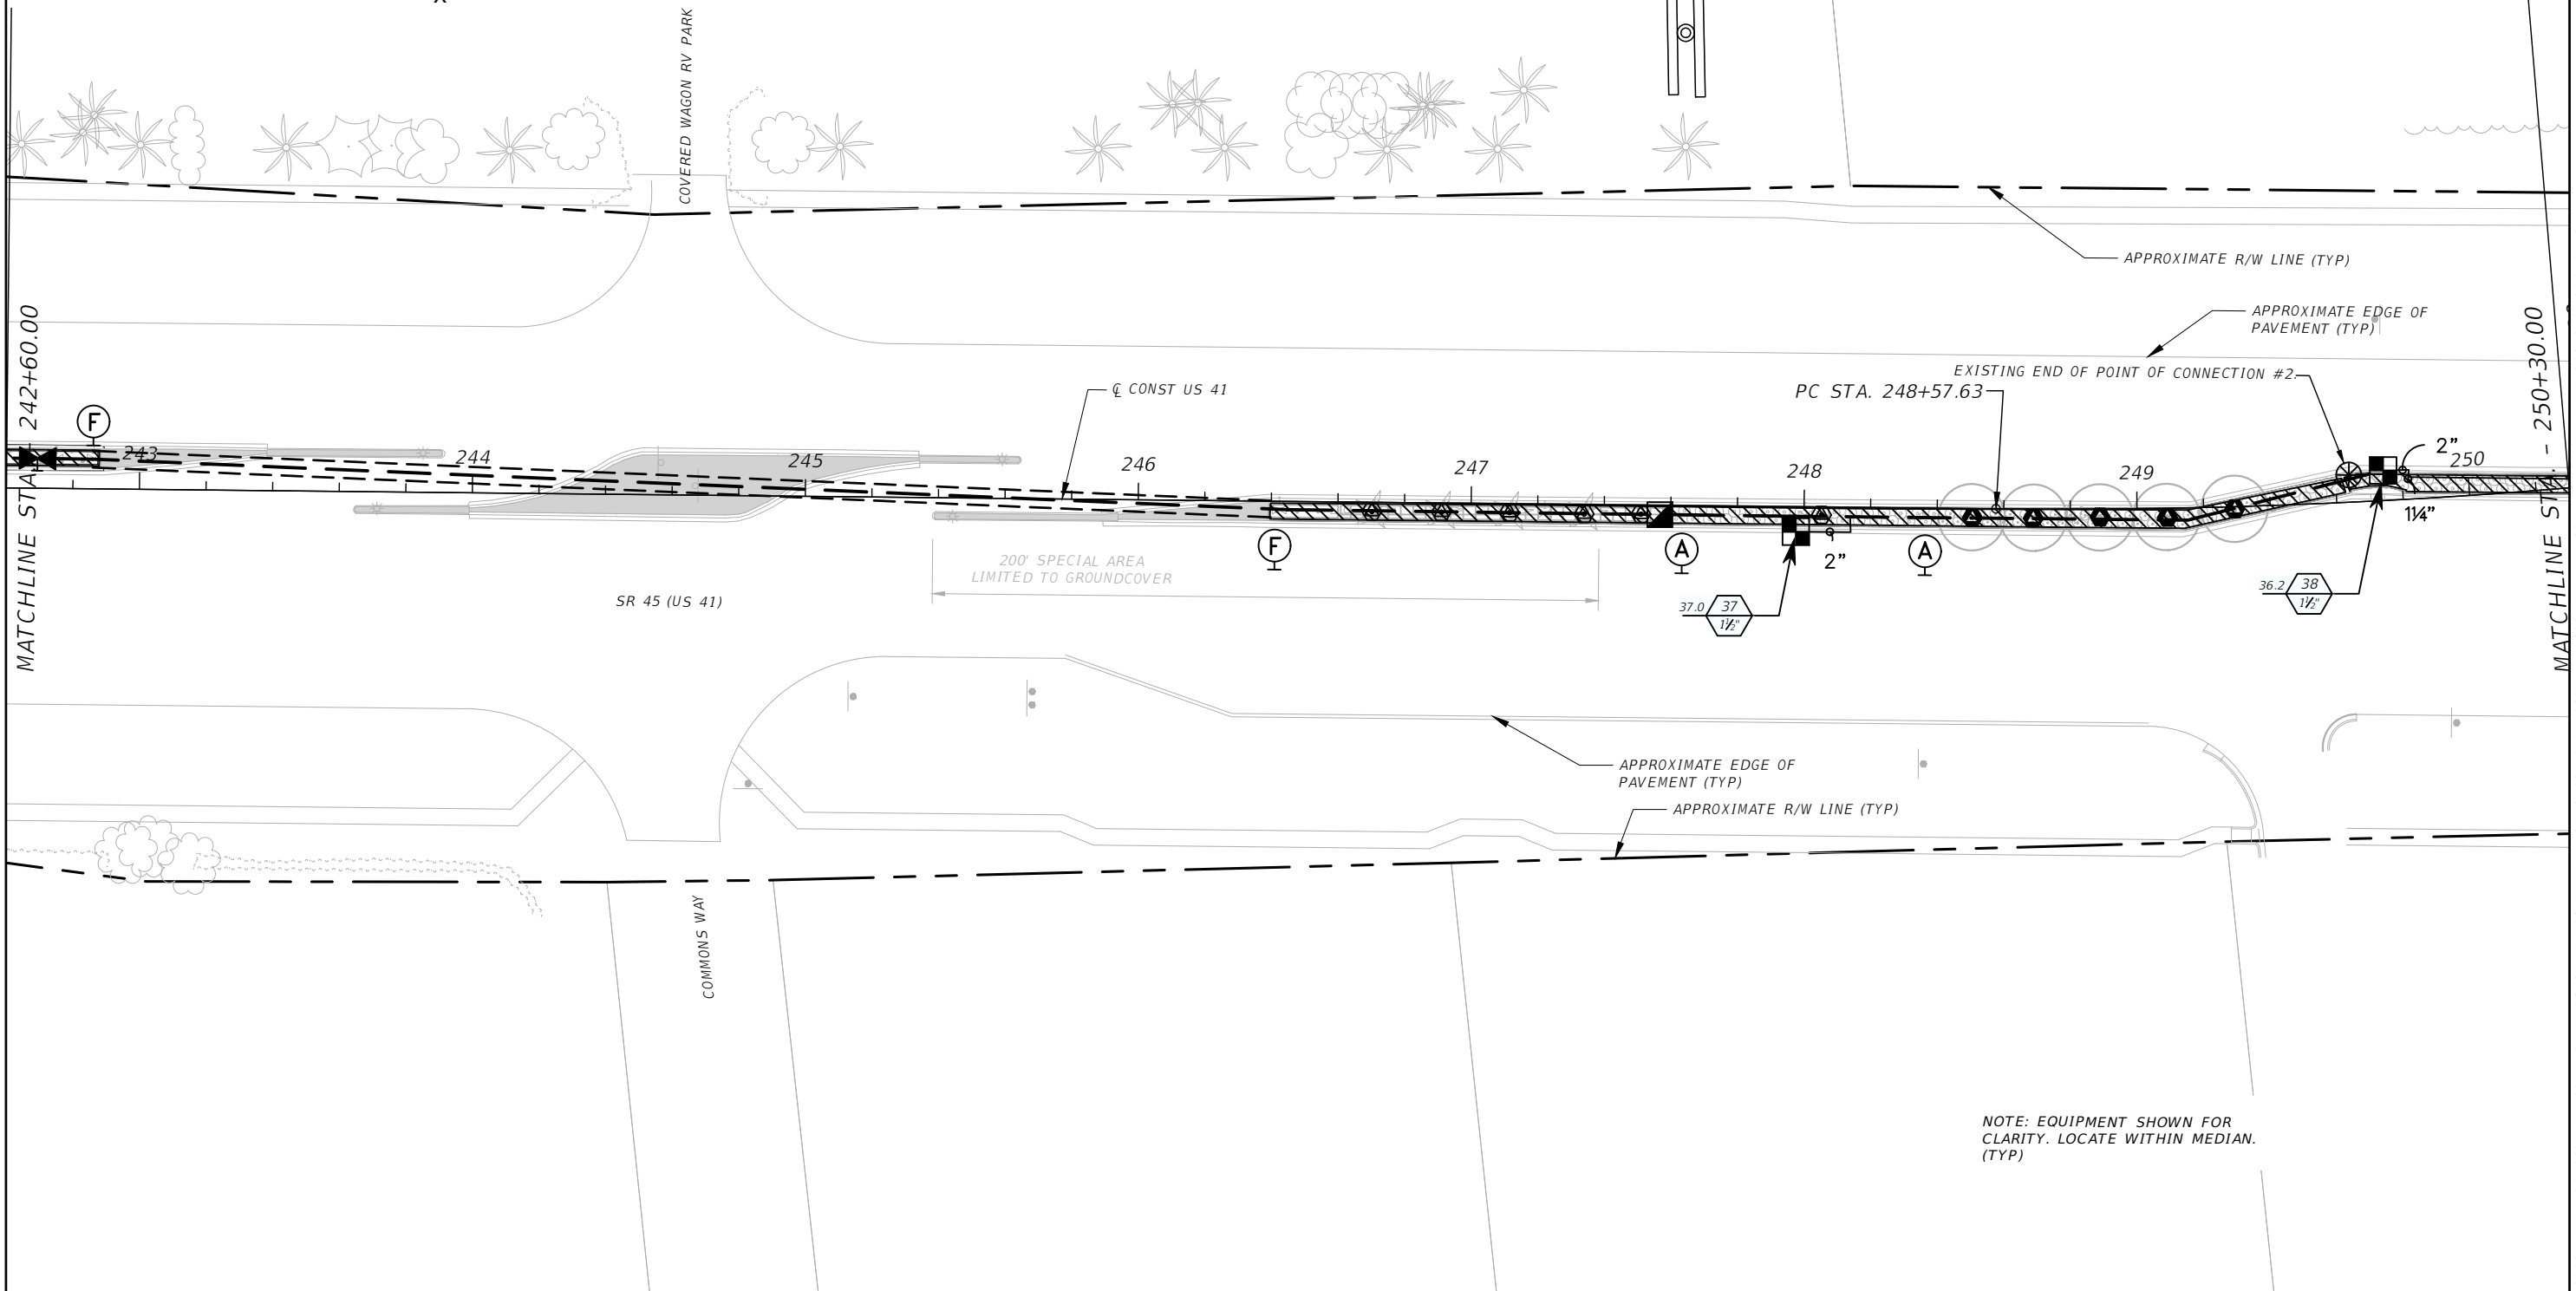 COVERED WAGON RV PARK
APPROXIMATE R/W LINE (TYP)
APPROXIMATE EDGE OF
PAVEMENT (TYP)
EXISTING END OF POINT OF CONNECTION #2.
PC STA. 248+57.63
℄ CONST US 41
MATCHLINE STA. 242+60.00
F
243
244
245
246
247
248
249
250
2"
1¼"
MATCHLINE STA. - 250+30.00
F
A
2"
A
200' SPECIAL AREA
LIMITED TO GROUNDCOVER
SR 45 (US 41)
37.0
37
1½"
36.2
38
1½"
APPROXIMATE EDGE OF
PAVEMENT (TYP)
APPROXIMATE R/W LINE (TYP)
COMMONS WAY
NOTE: EQUIPMENT SHOWN FOR
CLARITY. LOCATE WITHIN MEDIAN.
(TYP)